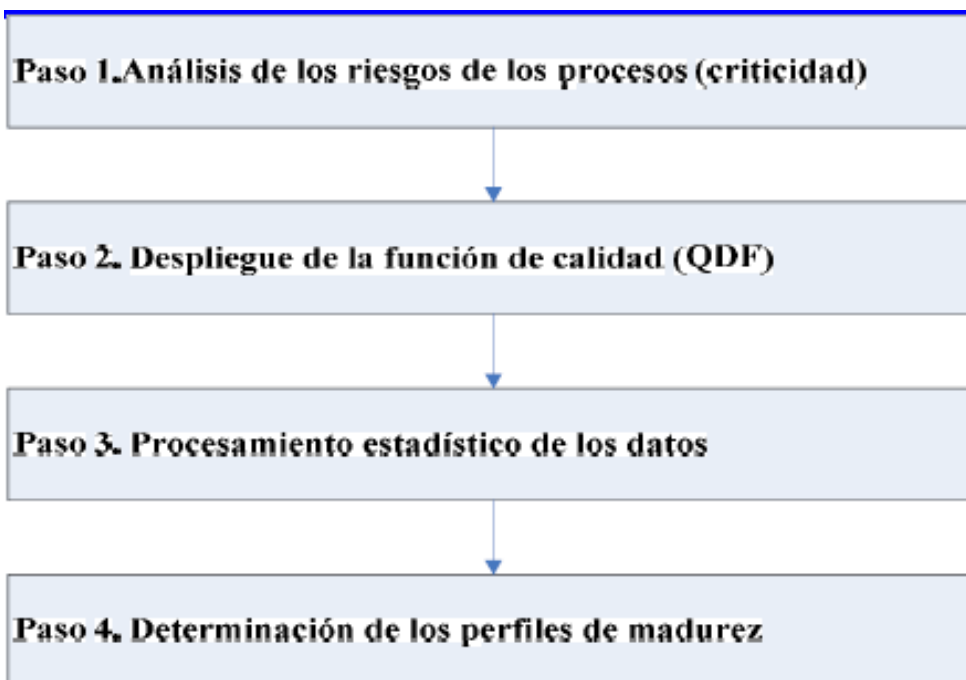 Paso 1.Análisis de los riesgos de los procesos (criticidad)
Paso 2. Despliegue de la función de calidad (QDF)
Paso 3. Procesamiento estadístico de los datos
Paso 4. Determinación de los perfiles de madurez